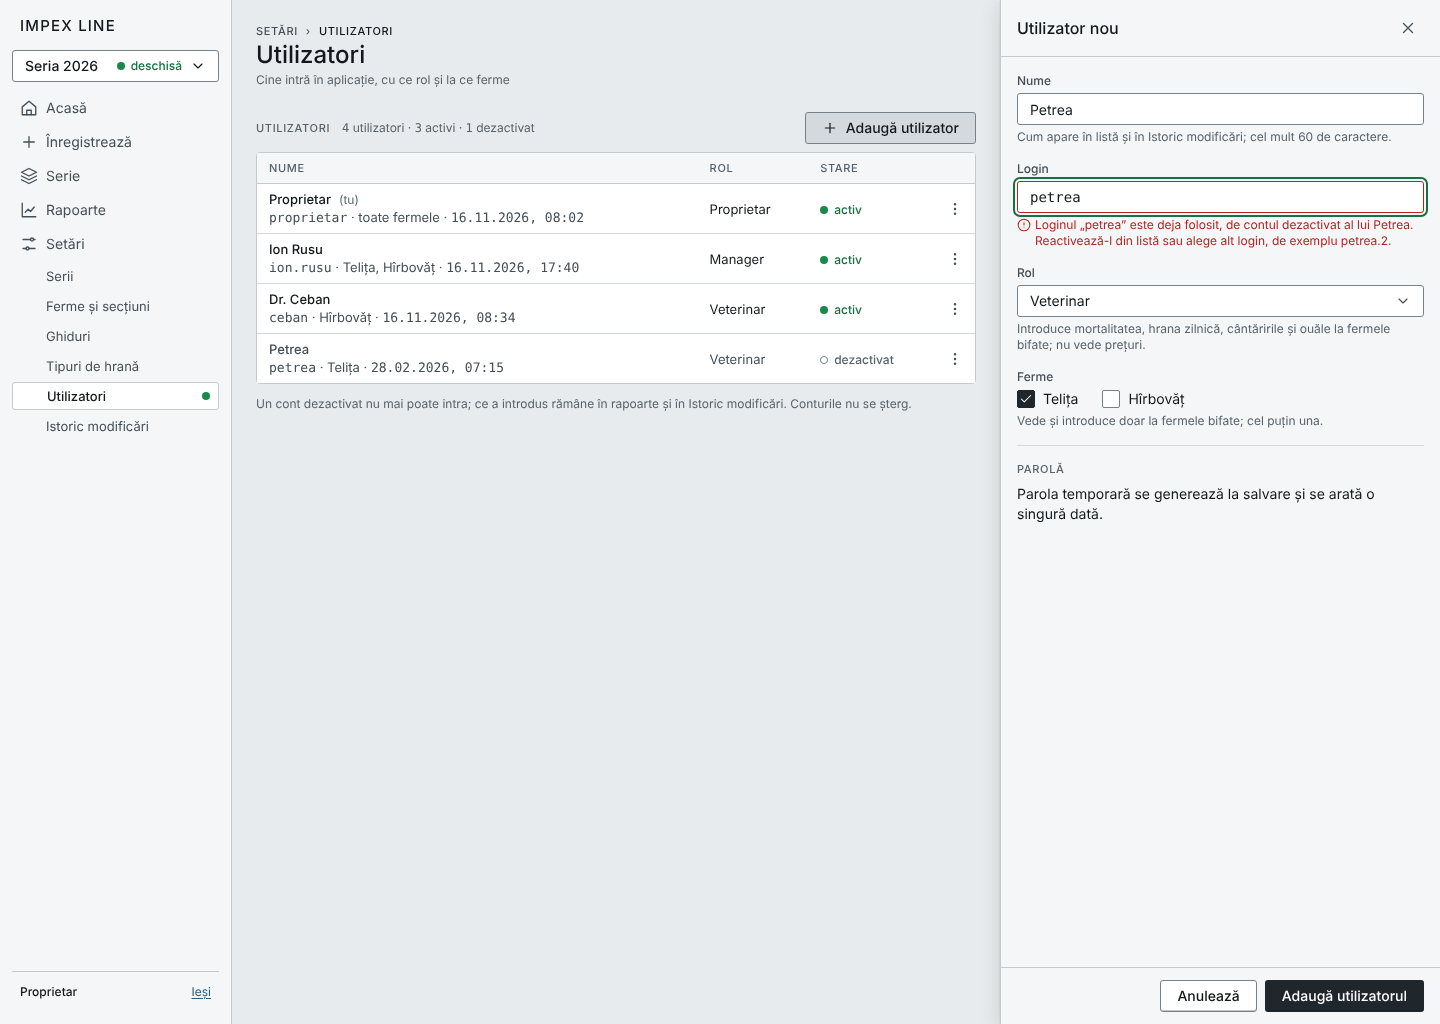 IMPEX LINE
Seria 2026 deschisă
Acasă
Înregistrează
Serie
Rapoarte
Setări
Serii
Ferme și secțiuni
Ghiduri
Tipuri de hrană
Utilizatori
Istoric modificări
Proprietar Ieși
SETĂRI › UTILIZATORI
Utilizatori
Cine intră în aplicație, cu ce rol și la ce ferme
UTILIZATORI 4 utilizatori · 3 activi · 1 dezactivat
Adaugă utilizator
NUME ROL STARE
Proprietar (tu)
proprietar · toate fermele · 16.11.2026, 08:02
Proprietar activ
Ion Rusu
ion.rusu · Telița, Hîrbovăț · 16.11.2026, 17:40
Manager activ
Dr. Ceban
ceban · Hîrbovăț · 16.11.2026, 08:34
Veterinar activ
Petrea
petrea · Telița · 28.02.2026, 07:15
Veterinar dezactivat
Un cont dezactivat nu mai poate intra; ce a introdus rămâne în rapoarte și în Istoric modificări. Conturile nu se șterg.
Utilizator nou
Nume
Petrea
Cum apare în listă și în Istoric modificări; cel mult 60 de caractere.
Login
petrea
Loginul „petrea” este deja folosit, de contul dezactivat al lui Petrea.
Reactivează-l din listă sau alege alt login, de exemplu petrea.2.
Rol
Veterinar
Introduce mortalitatea, hrana zilnică, cântăririle și ouăle la fermele
bifate; nu vede prețuri.
Ferme
Telița Hîrbovăț
Vede și introduce doar la fermele bifate; cel puțin una.
PAROLĂ
Parola temporară se generează la salvare și se arată o
singură dată.
Anulează
Adaugă utilizatorul